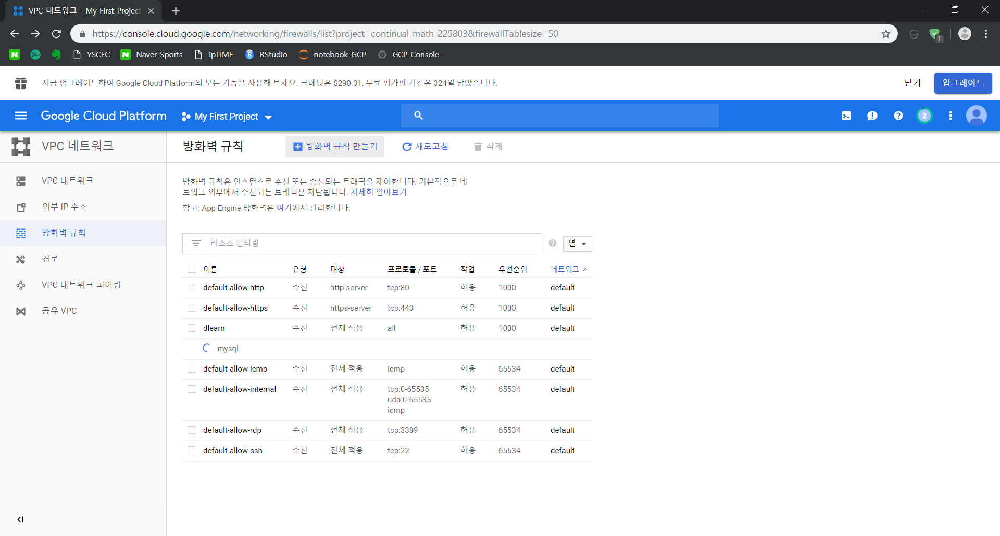 VPC 네트워크 - My First Project
https://console.cloud.google.com/networking/firewalls/list?project=continual-math-225803&firewallTablesize=50
1
N
YSCEC
N
Naver-Sports
ipTIME
R
RStudio
notebook_GCP
GCP-Console
지금 업그레이드하여 Google Cloud Platform의 모든 기능을 사용해 보세요. 크레딧은 $290.01, 무료 평가판 기간은 324일 남았습니다.
닫기
업그레이드
Google Cloud Platform
My First Project
2
VPC 네트워크
방화벽 규칙
방화벽 규칙 만들기
새로고침
삭제
VPC 네트워크
외부 IP 주소
방화벽 규칙
경로
VPC 네트워크 피어링
공유 VPC
방화벽 규칙은 인스턴스로 수신 또는 송신되는 트래픽을 제어합니다. 기본적으로 네
트워크 외부에서 수신되는 트래픽은 차단됩니다. 자세히 알아보기
참고: App Engine 방화벽은 여기에서 관리합니다.
리소스 필터링
열
이름 유형 대상 프로토콜 / 포트 작업 우선순위 네트워크
default-allow-http 수신 http-server tcp:80 허용 1000 default
default-allow-https 수신 https-server tcp:443 허용 1000 default
dlearn 수신 전체 적용 all 허용 1000 default
mysql
default-allow-icmp 수신 전체 적용 icmp 허용 65534 default
default-allow-internal 수신 전체 적용 tcp:0-65535 허용 65534 default
udp:0-65535
icmp
default-allow-rdp 수신 전체 적용 tcp:3389 허용 65534 default
default-allow-ssh 수신 전체 적용 tcp:22 허용 65534 default